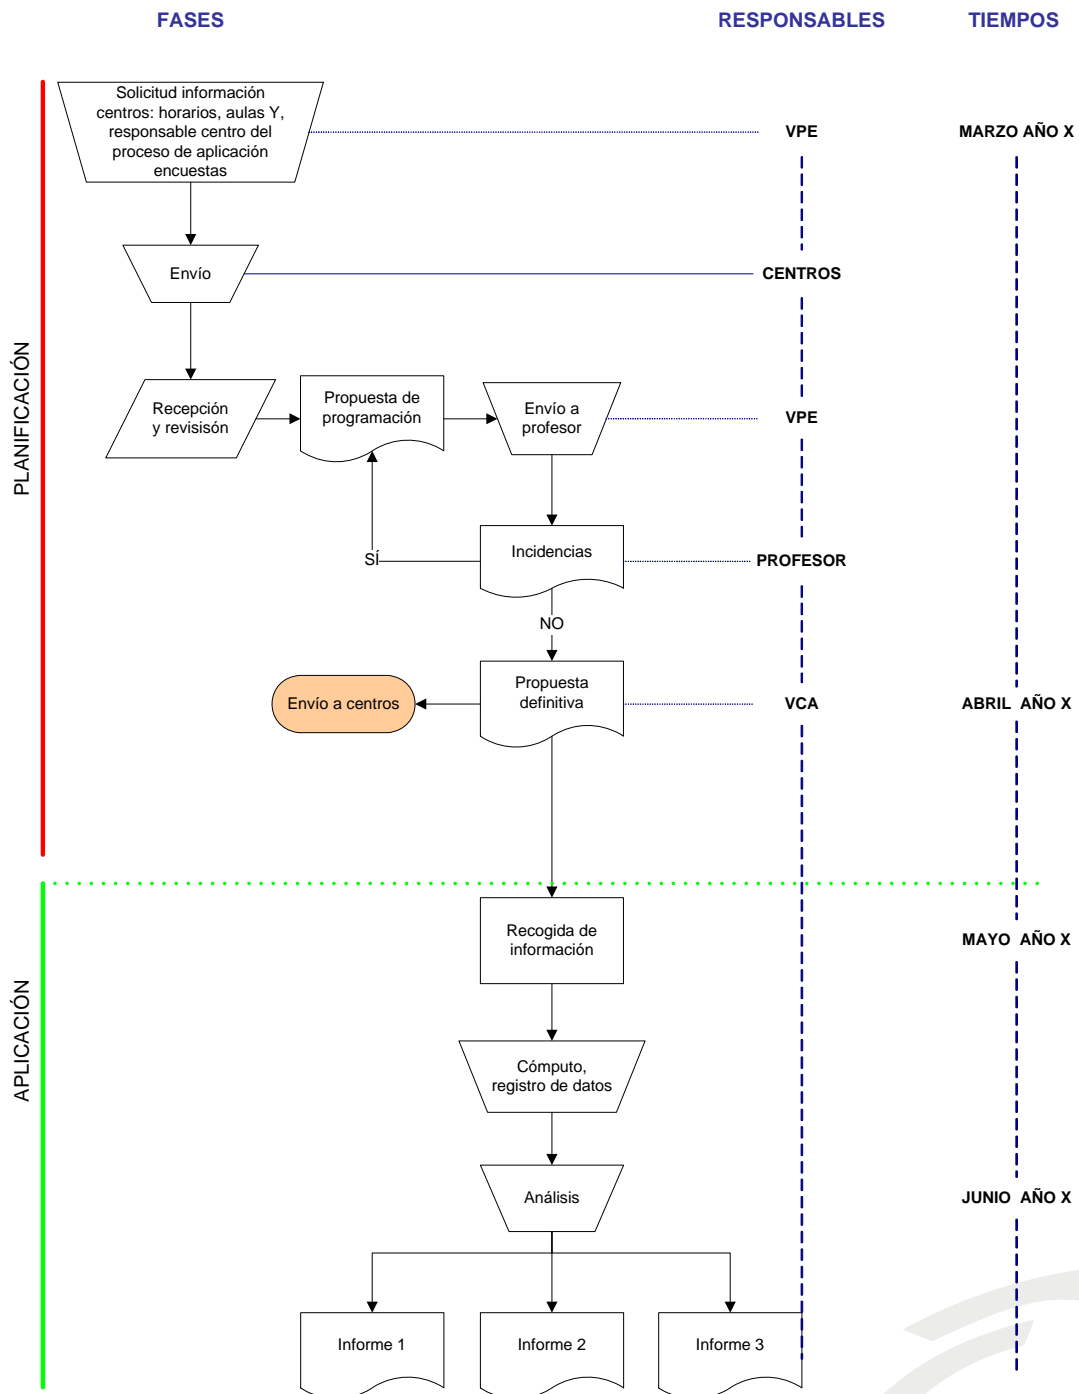 FASES
RESPONSABLES
TIEMPOS
Solicitud información
centros: horarios, aulas Y,
responsable centro del
proceso de aplicación
encuestas
VPE
MARZO AÑO X
Envío
CENTROS
PLANIFICACIÓN
Recepción
y revisisón
Propuesta de
programación
Envío a
profesor
VPE
Incidencias
SÍ
PROFESOR
NO
Envío a centros
Propuesta
definitiva
VCA
ABRIL AÑO X
APLICACIÓN
Recogida de
información
MAYO AÑO X
Cómputo,
registro de datos
Análisis
JUNIO AÑO X
Informe 1
Informe 2
Informe 3